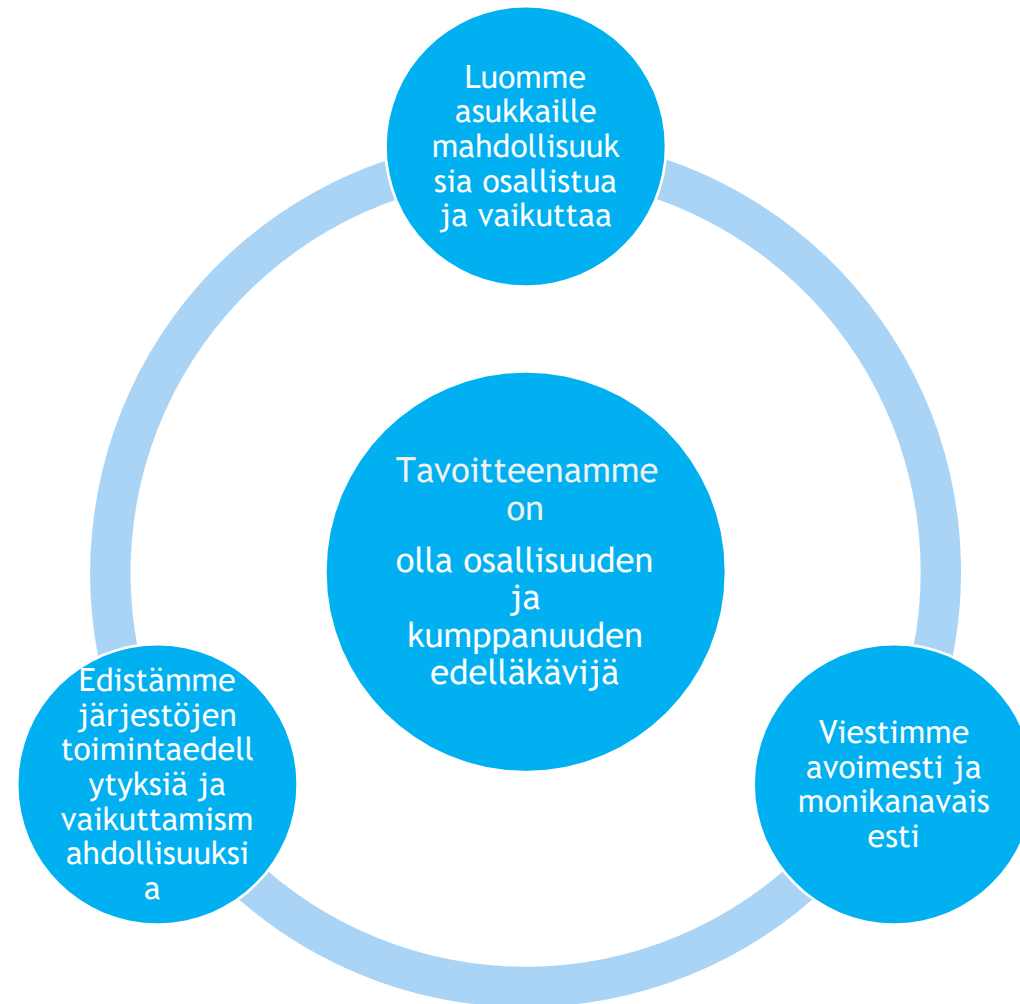 Luomme
asukkaille
mahdollisuuk
sia osallistua
ja vaikuttaa
Tavoitteenamme
on
olla osallisuuden
ja
kumppanuuden
edelläkävijä
Edistämme
järjestöjen
toimintaedell
ytyksiä ja
vaikuttamism
ahdollisuuksi
a
Viestimme
avoimesti ja
monikanavais
esti